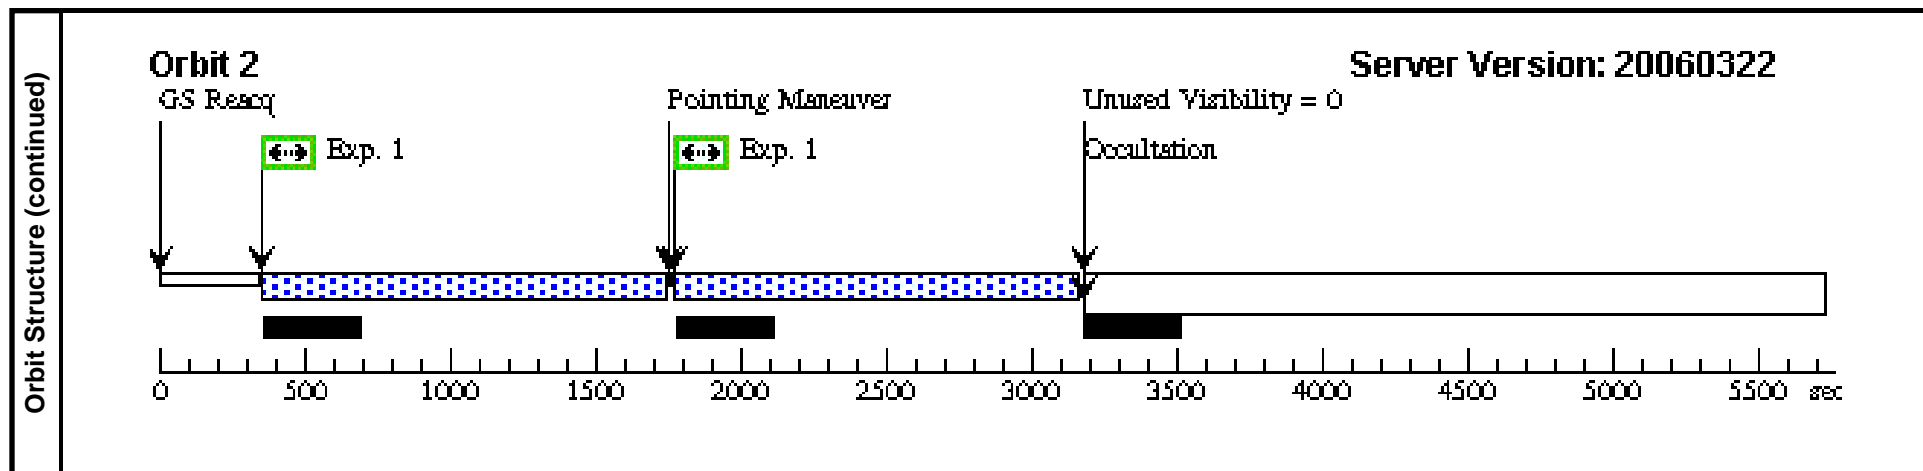 Orbit Structure (continued)
Orbit 2
Server Version: 20060322
GS Reacq
Pointing Maneuver
Unused Visibility = 0
Exp. 1
Exp. 1
Occultation
0 500 1000 1500 2000 2500 3000 3500 4000 4500 5000 5500 sec